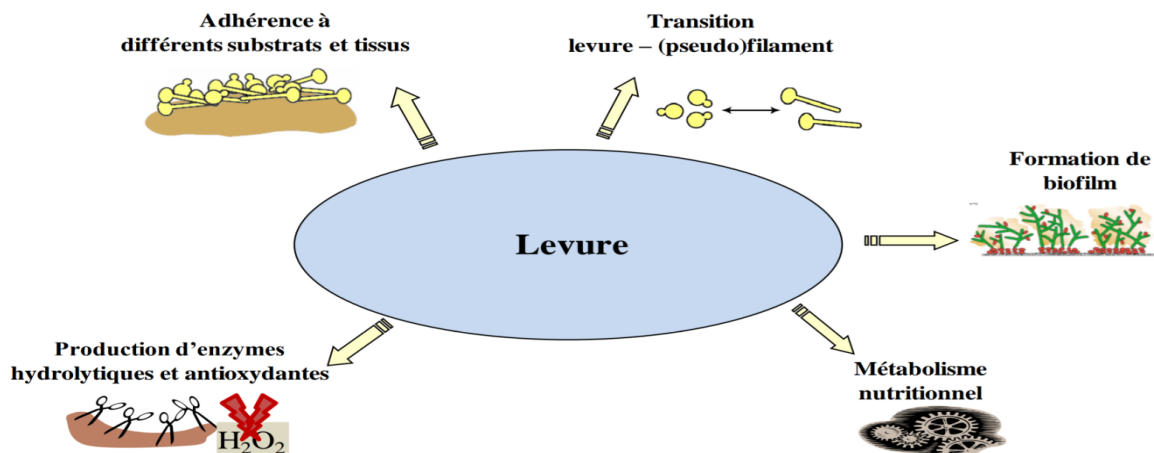 Adhérence à
différents substrats et tissus
Transition
levure – (pseudo)filament
Formation de
biofilm
Levure
Production d’enzymes
hydrolytiques et antioxydantes
H₂O₂
Métabolisme
nutritionnel